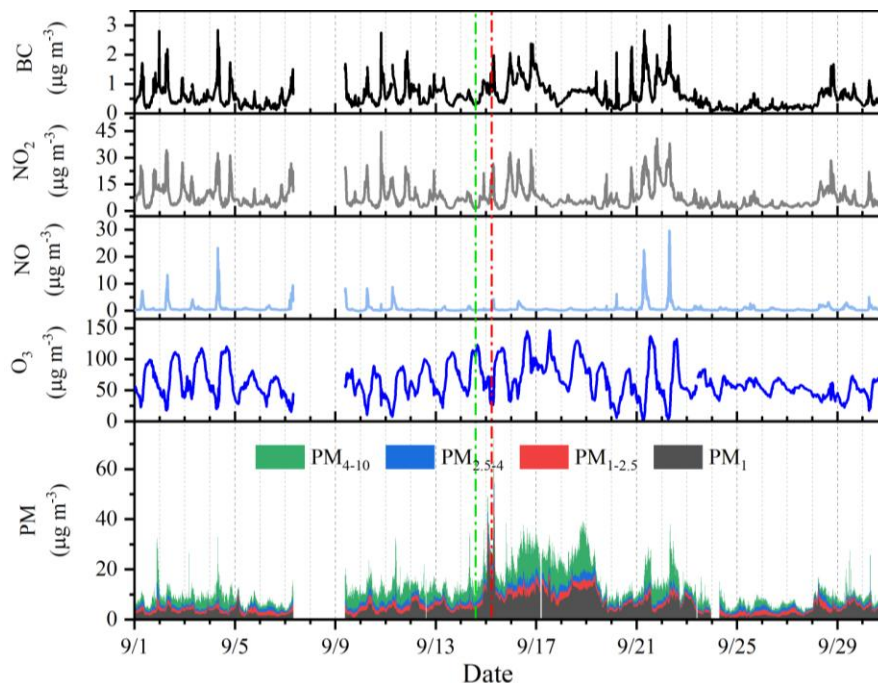 BC
(μg m⁻³)
3
2
1
0
NO₂
(μg m⁻³)
45
30
15
0
NO
(μg m⁻³)
30
20
10
0
O₃
(μg m⁻³)
150
100
50
0
PM
(μg m⁻³)
60
40
20
0
PM₄₋₁₀ PM₂.₅₋₄ PM₁₋₂.₅ PM₁
9/1 9/5 9/9 9/13 9/17 9/21 9/25 9/29
Date